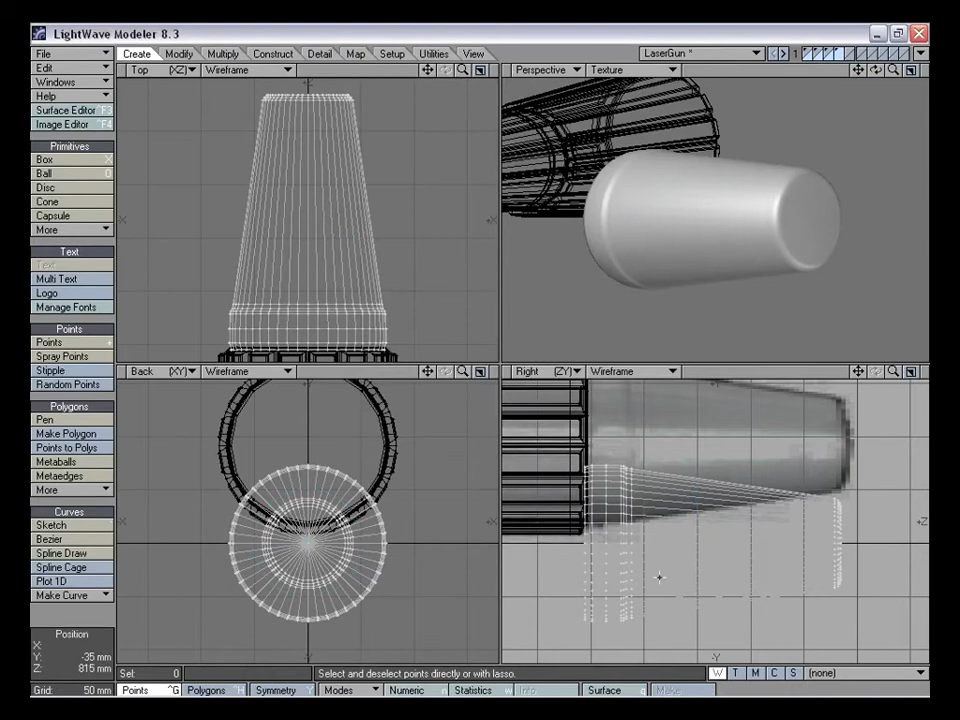 LightWave Modeler 8.3
File Create Modify Multiply Construct Detail Map Setup Utilities View LaserGun * 1
Edit Top (XZ) Wireframe Perspective Texture
Windows
Help
Surface Editor ^F3
Image Editor ^F4
Primitives
Box X
Ball O
Disc
Cone
Capsule
More
Text
Text
Multi Text
Logo
Manage Fonts
Points
Points +
Spray Points
Stipple
Random Points
Back (XY) Wireframe Right (ZY) Wireframe
Polygons
Pen
Make Polygon
Points to Polys
Metaballs
Metaedges
More
Curves
Sketch
Bezier
Spline Draw
Spline Cage
Plot 1D
Make Curve
Position
X:
Y: -35 mm
Z: 815 mm
Sel: 0 Select and deselect points directly or with lasso. W T M C S (none)
Grid: 50 mm Points ^G Polygons ^H Symmetry Y Modes Numeric n Statistics w Info Surface q Make